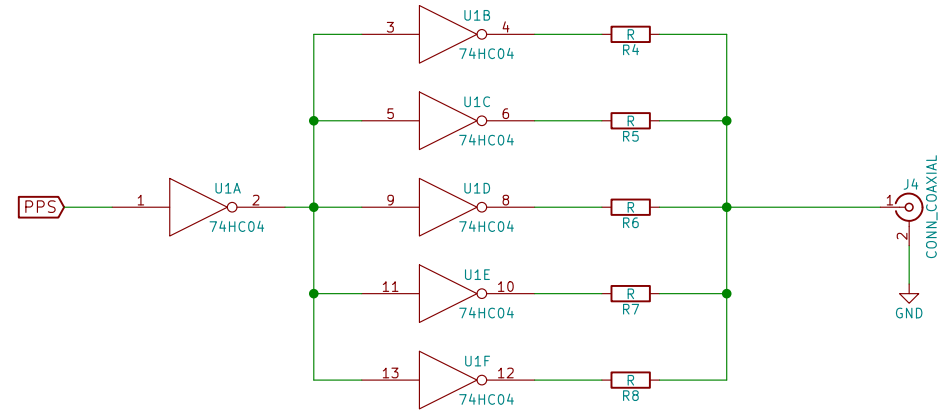 U1B
3
4
74HC04
R
R4
U1C
5
6
74HC04
R
R5
PPS
1
U1A
2
74HC04
U1D
9
8
74HC04
R
R6
J4
1
2
CONN_COAXIAL
GND
U1E
11
10
74HC04
R
R7
U1F
13
12
74HC04
R
R8